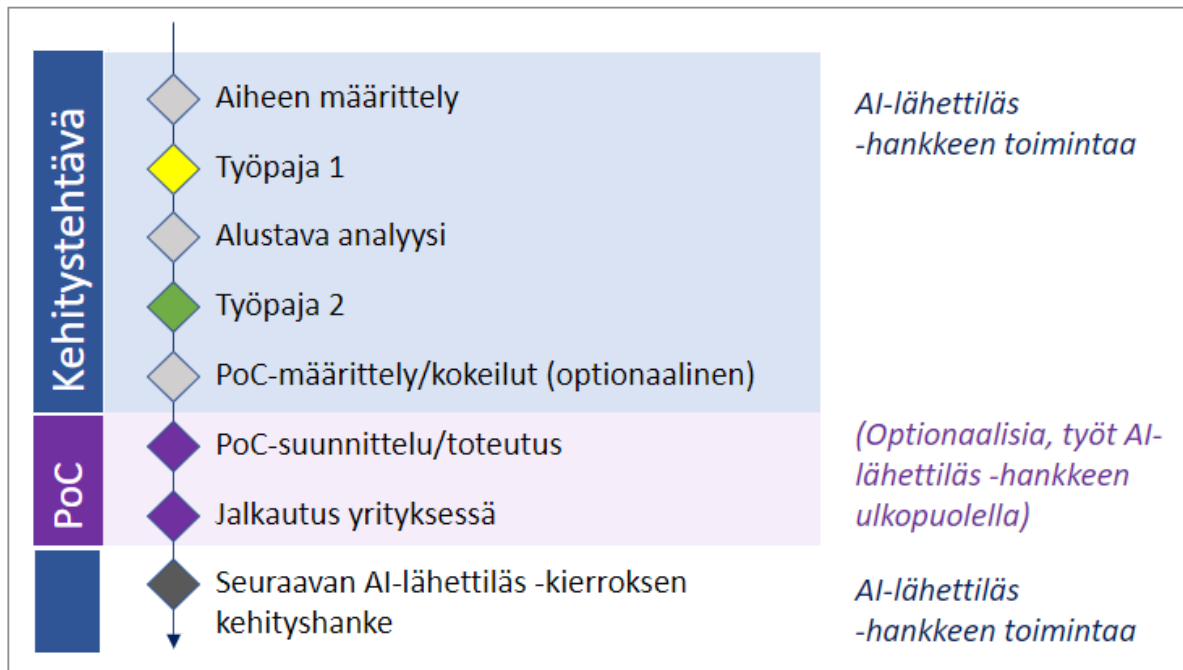 Kehitystehtävä
Aiheen määrittely
Työpaja 1
Alustava analyysi
Työpaja 2
PoC-määrittely/kokeilut (optionaalinen)
AI-lähettiläs
-hankkeen toimintaa
PoC
PoC-suunnittelu/toteutus
Jalkautus yrityksessä
(Optionaalisia, työt AI-
lähettiläs -hankkeen
ulkopuolella)
Seuraavan AI-lähettiläs -kierroksen
kehityshanke
AI-lähettiläs
-hankkeen toimintaa